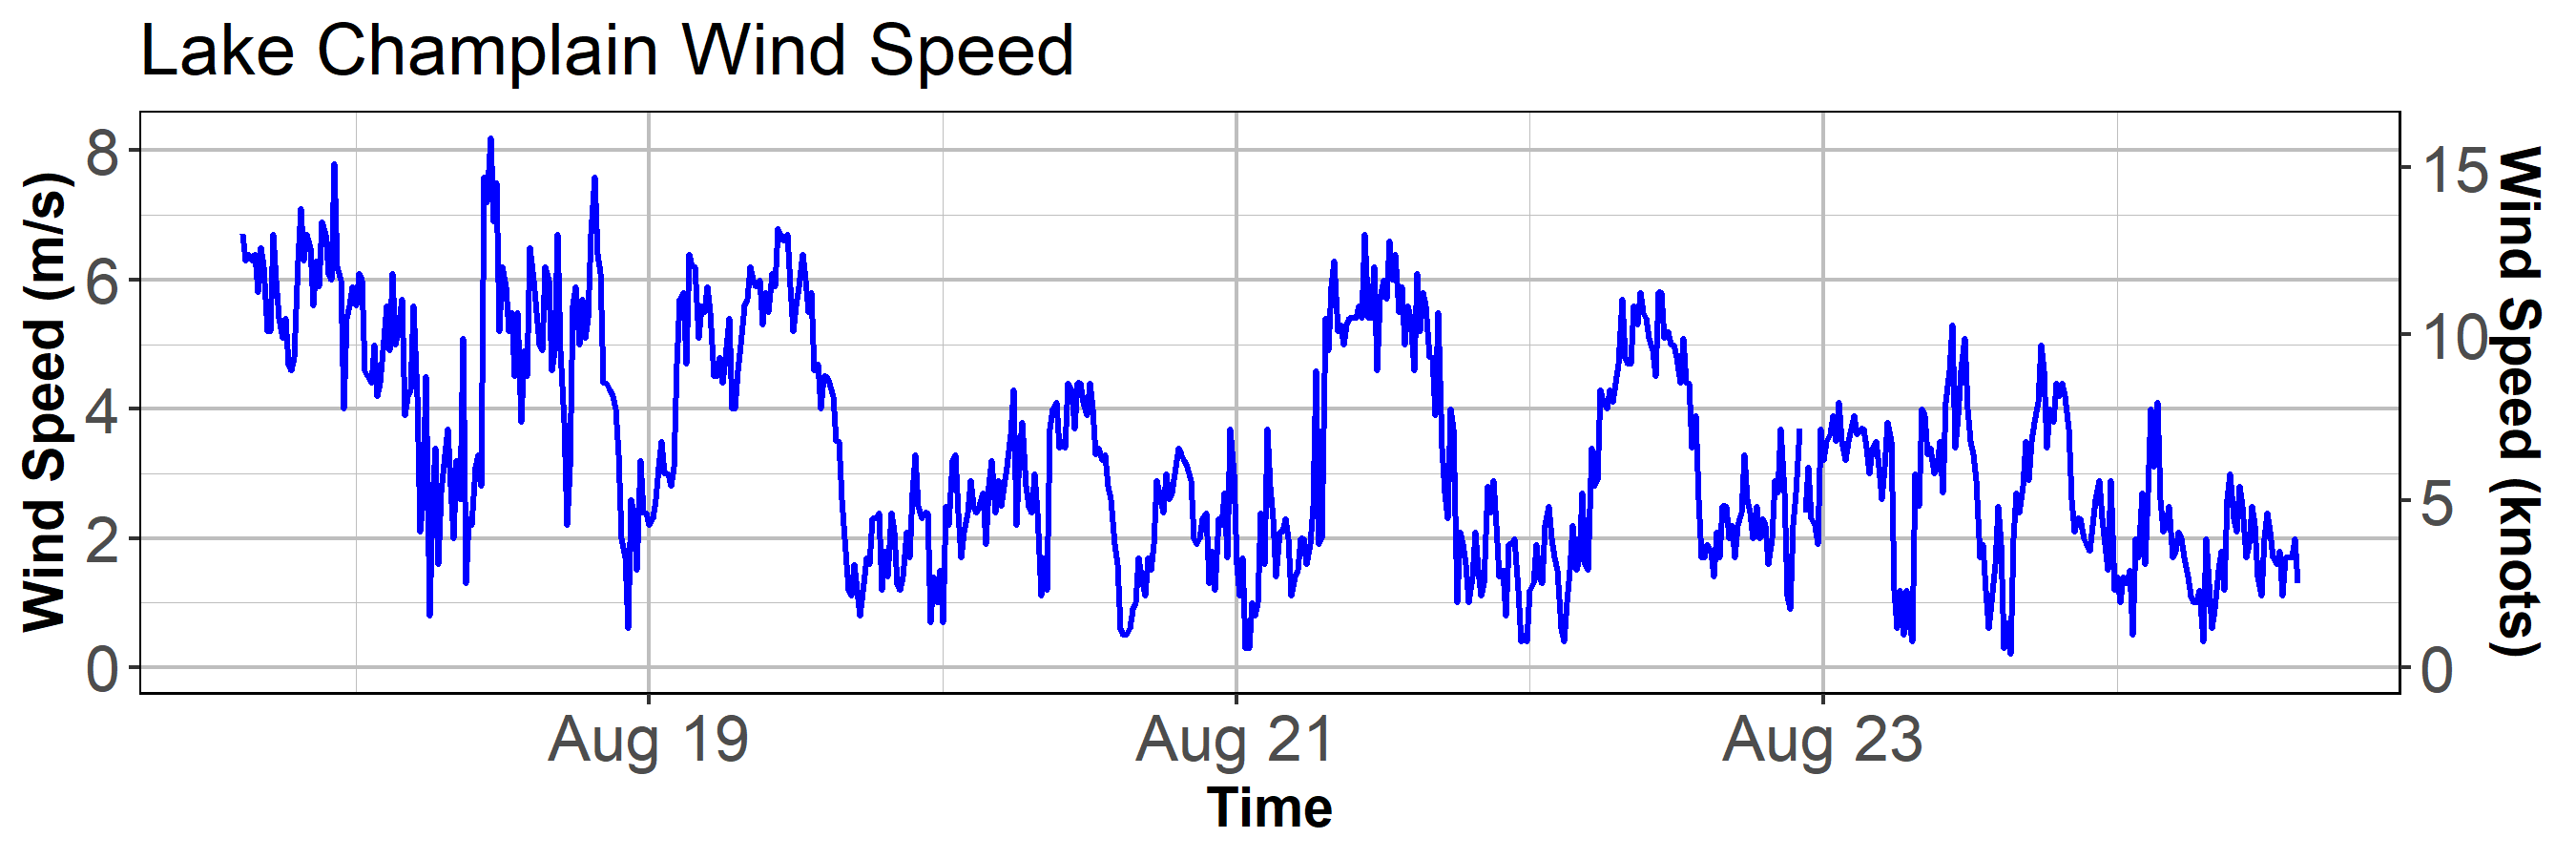 Lake Champlain Wind Speed
Wind Speed (m/s)
8
6
4
2
0
15
10
5
0
Wind Speed (knots)
Aug 19
Aug 21
Aug 23
Time